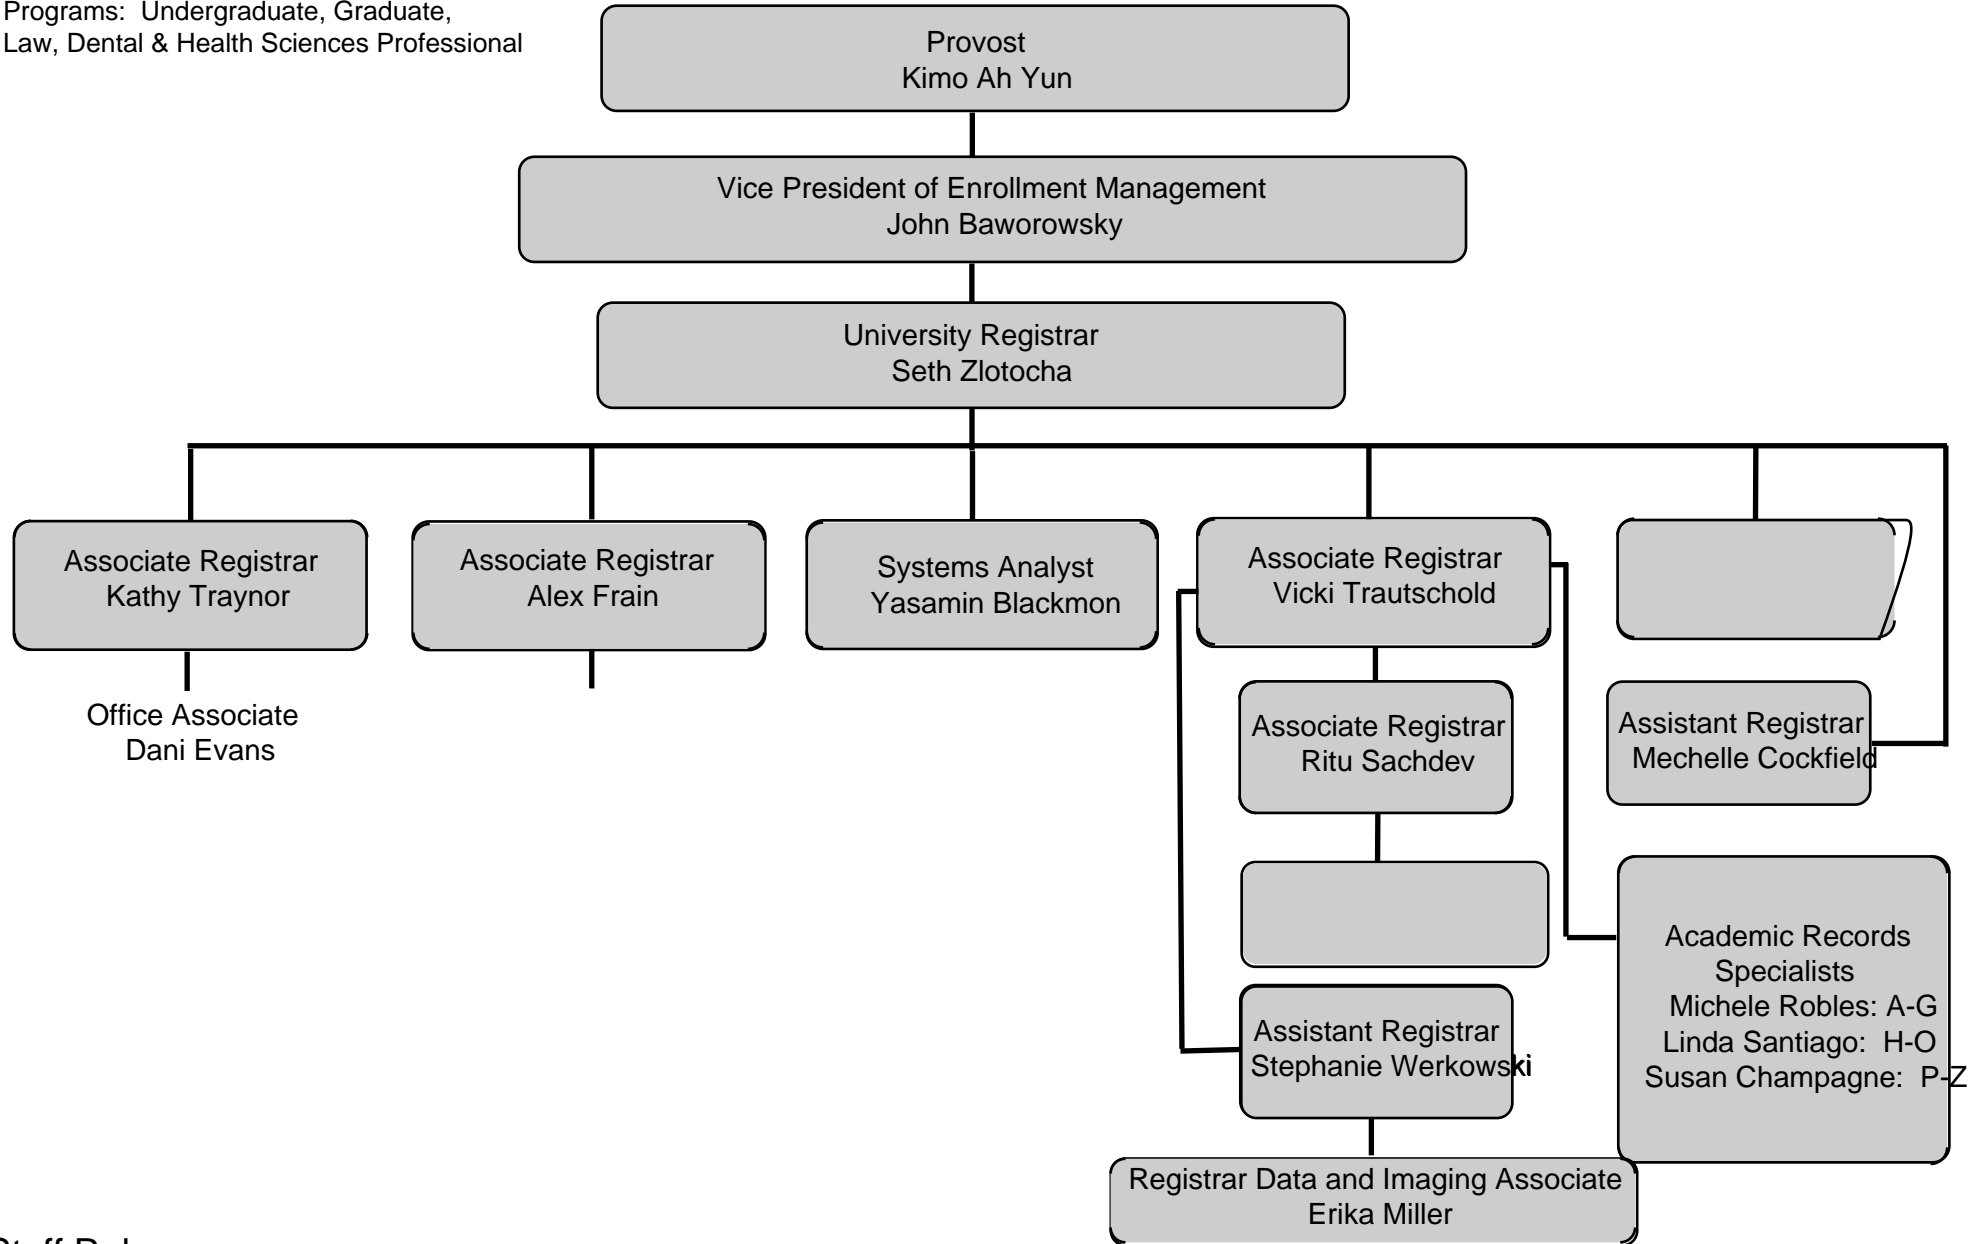 Programs:  Undergraduate, Graduate,
Law, Dental & Health Sciences Professional
Provost
Kimo Ah Yun
Vice President of Enrollment Management
John Baworowsky
University Registrar
Seth Zlotocha
Associate Registrar
Kathy Traynor
Office Associate
Dani Evans
Associate Registrar
Alex Frain
Systems Analyst
Yasamin Blackmon
Associate Registrar
Vicki Trautschold
Associate Registrar
Ritu Sachdev
Assistant Registrar
Mechelle Cockfield
Academic Records
Specialists
Michele Robles: A-G
Linda Santiago:  H-O
Susan Champagne:  P-Z
Assistant Registrar
Stephanie Werkowski
Registrar Data and Imaging Associate
Erika Miller